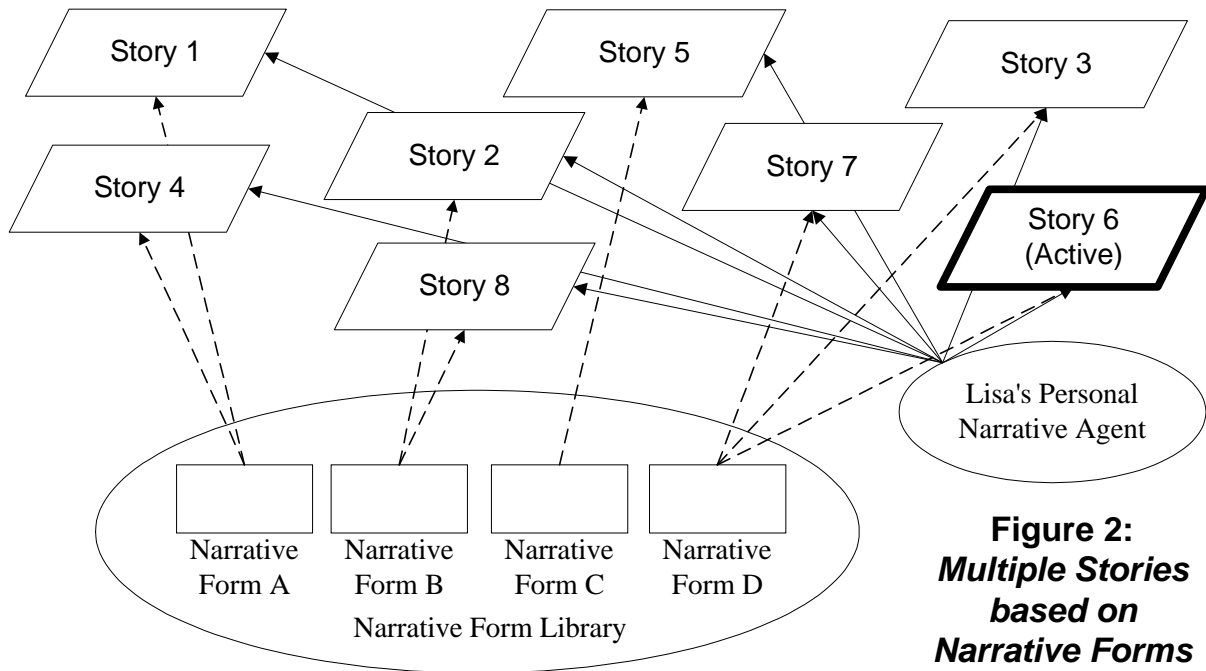 Story 1
Story 5
Story 3
Story 2
Story 7
Story 4
Story 6
(Active)
Story 8
Lisa's Personal
Narrative Agent
Narrative
Form A
Narrative
Form B
Narrative
Form C
Narrative
Form D
Narrative Form Library
Figure 2:
Multiple Stories
based on
Narrative Forms